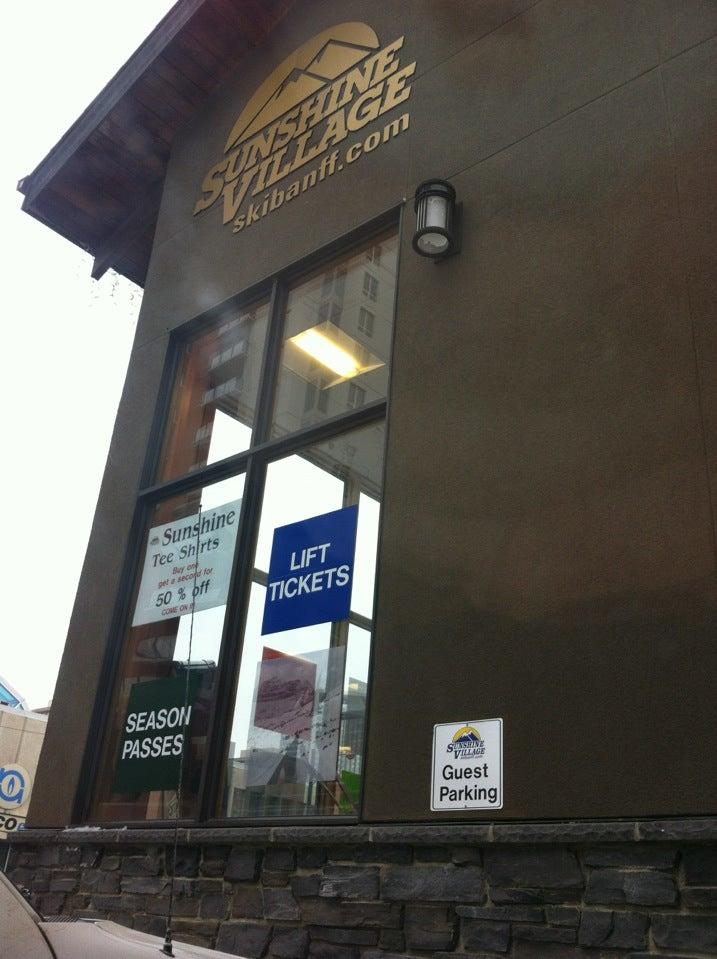 SUNSHINE
VILLAGE
skibanff.com
Sunshine
Tee Shirts
Buy one
get a second for
50 % off
COME ON IN
LIFT
TICKETS
SEASON
PASSES
SUNSHINE
VILLAGE
Guest
Parking